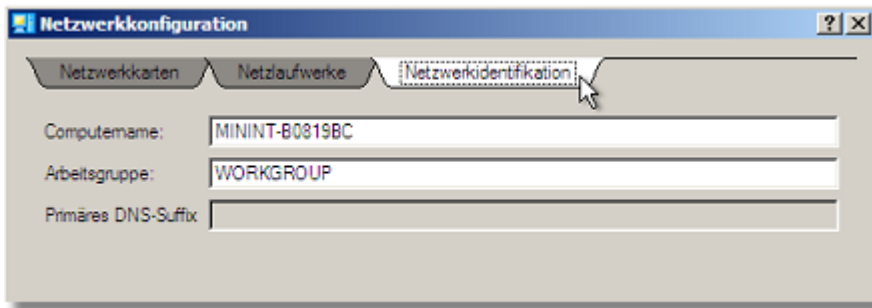 Netzwerkkonfiguration
Netzwerkkarten Netzlaufwerke Netzwerkidentifikation
Computername: MININT-B0819BC
Arbeitsgruppe: WORKGROUP
Primäres DNS-Suffix